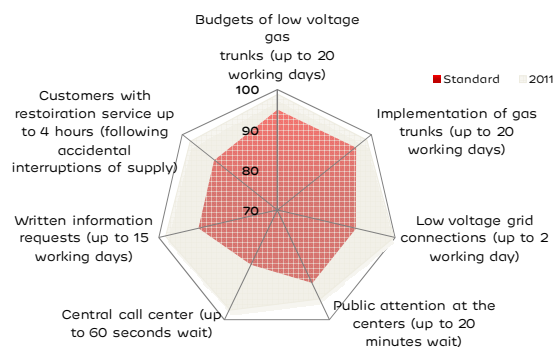 Budgets of low voltage
gas
trunks (up to 20
working days)
Standard
2011
100
90
80
70
Implementation of gas
trunks (up to 20
working days)
Low voltage grid
connections (up to 2
working day)
Public attention at the
centers (up to 20
minutes wait)
Central call center (up
to 60 seconds wait)
Written information
requests (up to 15
working days)
Customers with
restoiration service up
to 4 hours (following
accidental
interruptions of supply)